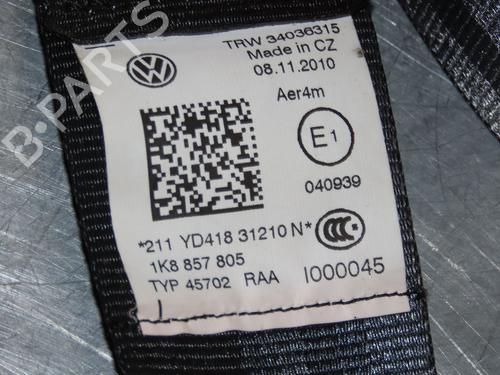 TRW 34036315
Made in CZ
08.11.2010
Aer4m
E1
040939
*211 YD418 31210 N*
1K8 857 805
TYP 45702 RAA I000045
B-PARTS